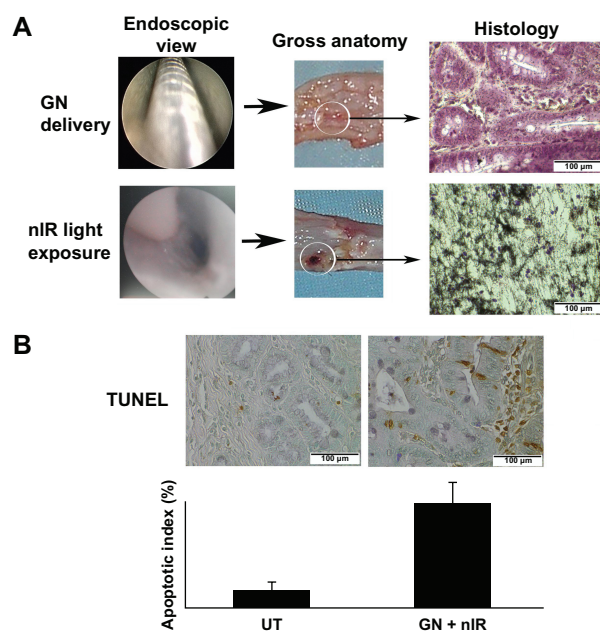 A
Endoscopic
view
Gross anatomy
Histology
GN
delivery
100 µm
nIR light
exposure
100 µm
B
TUNEL
100 µm
100 µm
Apoptotic index (%)
UT
GN + nIR